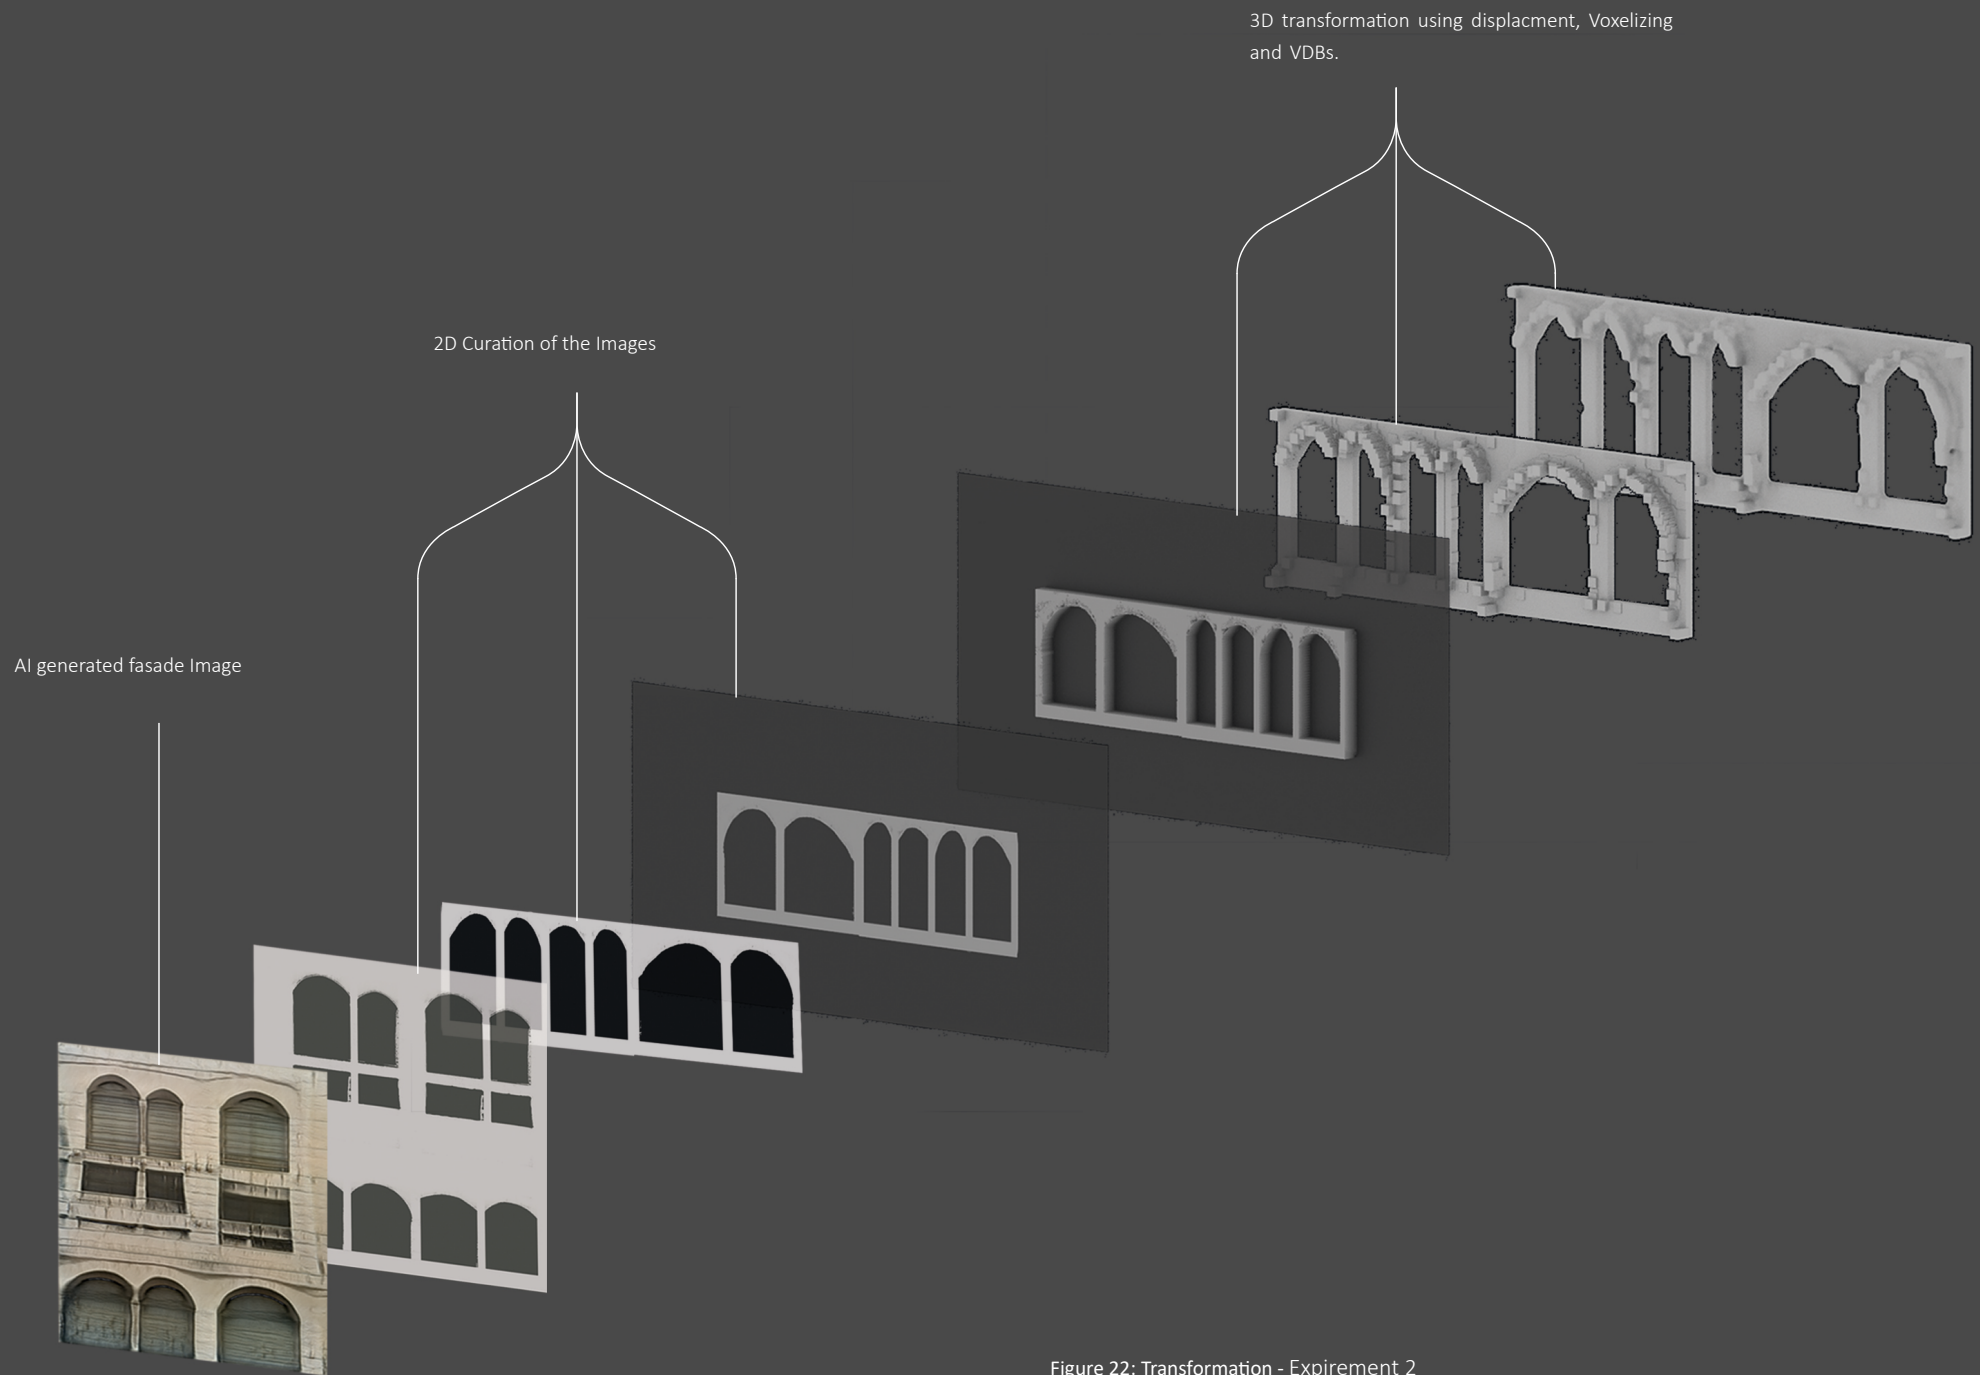 3D transformation using displacment, Voxelizing
and VDBs.
2D Curation of the Images
AI generated fasade Image
Figure 22: Transformation - Expirement 2